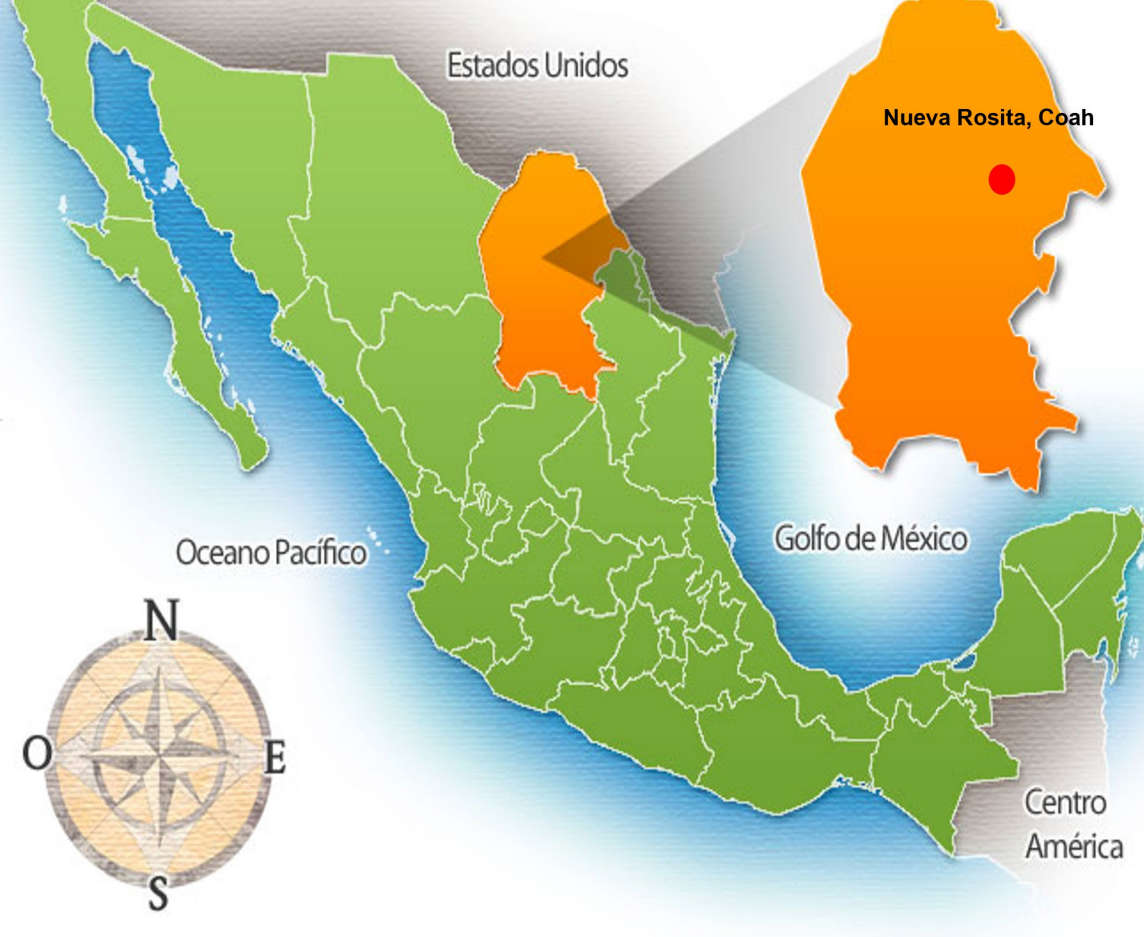 Estados Unidos
Nueva Rosita, Coah
Golfo de México
Oceano Pacífico
N
O
E
S
Centro
América